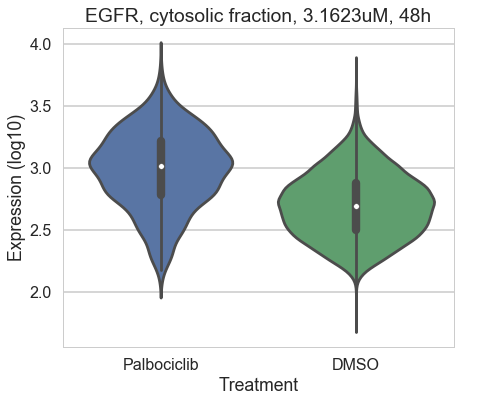 EGFR, cytosolic fraction, 3.1623uM, 48h
4.0
3.5
3.0
2.5
2.0
Expression (log10)
Palbociclib
DMSO
Treatment